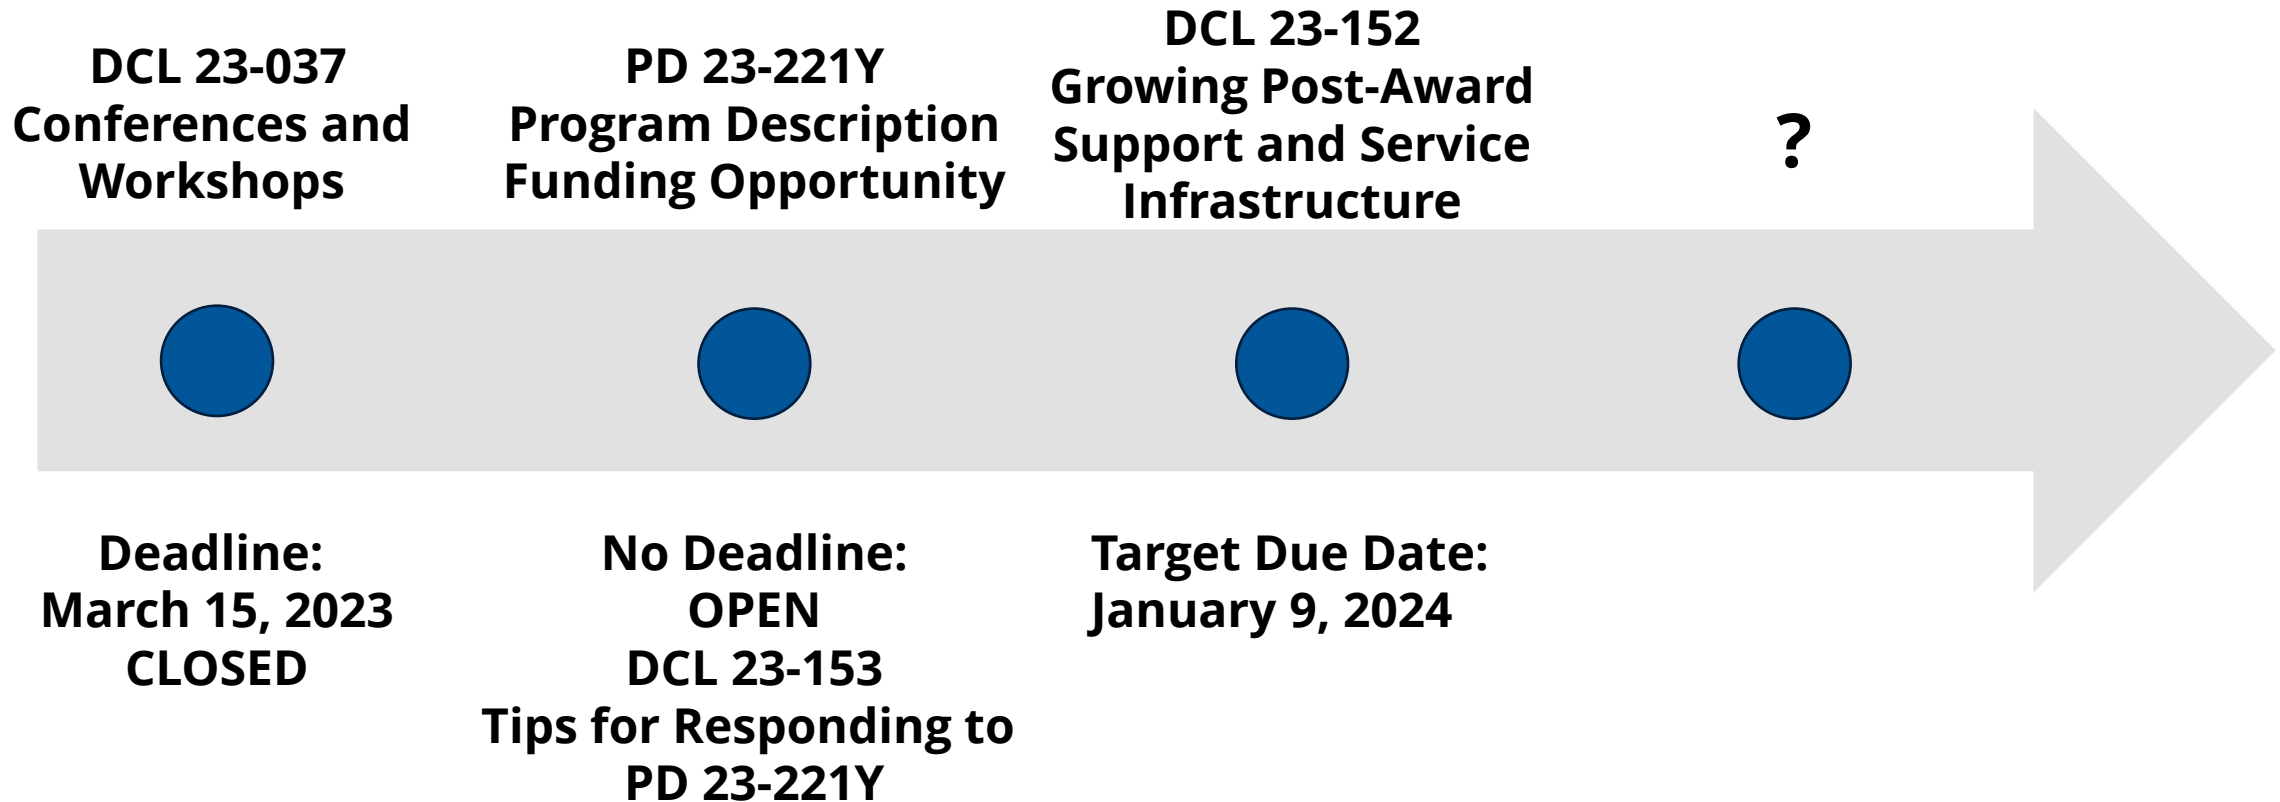 DCL 23-037
Conferences and
Workshops
PD 23-221Y
Program Description
Funding Opportunity
DCL 23-152
Growing Post-Award
Support and Service
Infrastructure
?
Deadline:
March 15, 2023
CLOSED
No Deadline:
OPEN
DCL 23-153
Tips for Responding to
PD 23-221Y
Target Due Date:
January 9, 2024